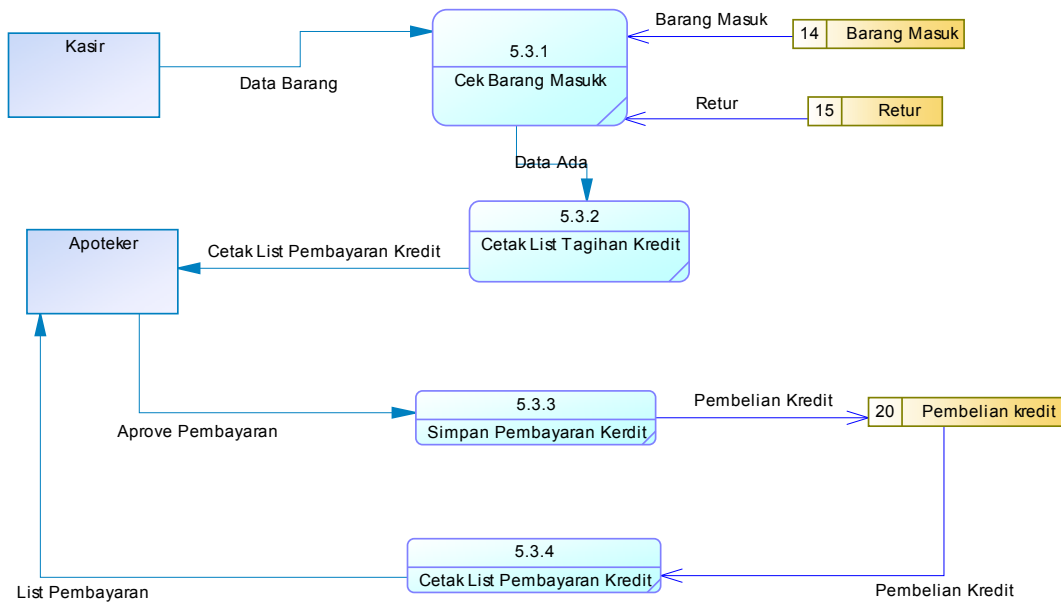 Kasir
Data Barang
5.3.1
Cek Barang Masukk
Barang Masuk
14 Barang Masuk
Retur
15 Retur
Data Ada
5.3.2
Cetak List Tagihan Kredit
Apoteker
Cetak List Pembayaran Kredit
Aprove Pembayaran
5.3.3
Simpan Pembayaran Kerdit
Pembelian Kredit
20 Pembelian kredit
5.3.4
Cetak List Pembayaran Kredit
List Pembayaran
Pembelian Kredit